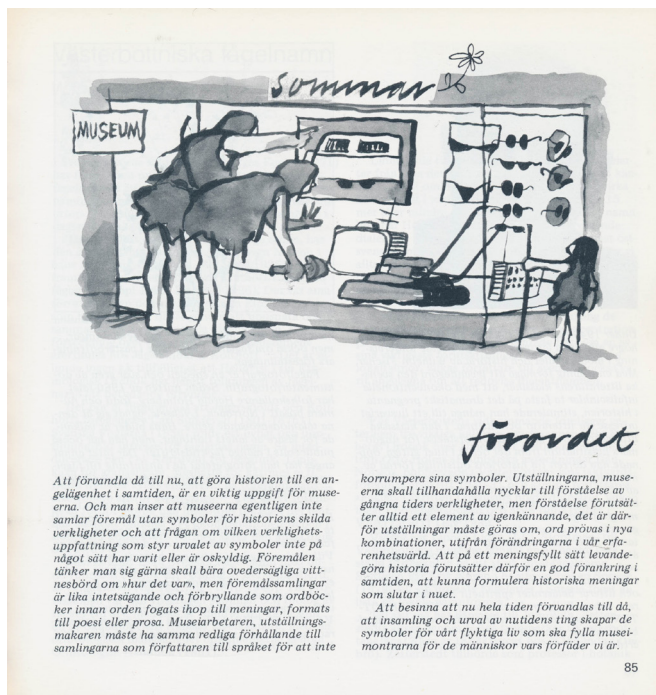 sommar
MUSEUM
förordet
Att förvandla då till nu, att göra historien till en an-
gelägenhet i samtiden, är en viktig uppgift för muse-
erna. Och man inser att museerna egentligen inte
samlar föremål utan symboler för historiens skilda
verkligheter och att frågan om vilken verklighets-
uppfattning som styr urvalet av symboler inte på
något sätt har varit eller är oskyldig. Föremålen
tänker man sig gärna skall bära ovedersägliga vitt-
nesbörd om »hur det var», men föremålssamlingar
är lika intetsägande och förbryllande som ordböc-
ker innan orden fogats ihop till meningar, formats
till poesi eller prosa. Museiarbetaren, utställnings-
makaren måste ha samma redliga förhållande till
samlingarna som författaren till språket för att inte
korrumpera sina symboler. Utställningarna, muse-
erna skall tillhandahålla nycklar till förståelse av
gångna tiders verkligheter, men förståelse förutsät-
ter alltid ett element av igenkännande, det är där-
för utställningar måste göras om, ord prövas i nya
kombinationer, utifrån förändringarna i vår erfa-
renhetsvärld. Att på ett meningsfyllt sätt levande-
göra historia förutsätter därför en god förankring i
samtiden, att kunna formulera historiska meningar
som slutar i nuet.
Att besinna att nu hela tiden förvandlas till då,
att insamling och urval av nutidens ting skapar de
symboler för vårt flyktiga liv som ska fylla musei-
montrarna för de människor vars förfäder vi är.
85